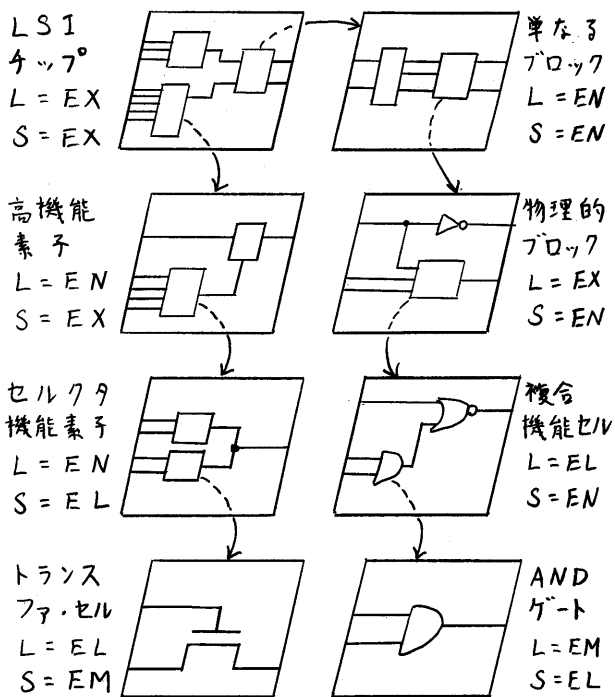 LSI
チップ
L = EX
S = EX
単なる
ブロック
L = EN
S = EN
高機能
素子
L = EN
S = EX
物理的
ブロック
L = EX
S = EN
セルクタ
機能素子
L = EN
S = EL
複合
機能セル
L = EL
S = EN
トランス
ファ・セル
L = EL
S = EM
AND
ゲート
L = EM
S = EL